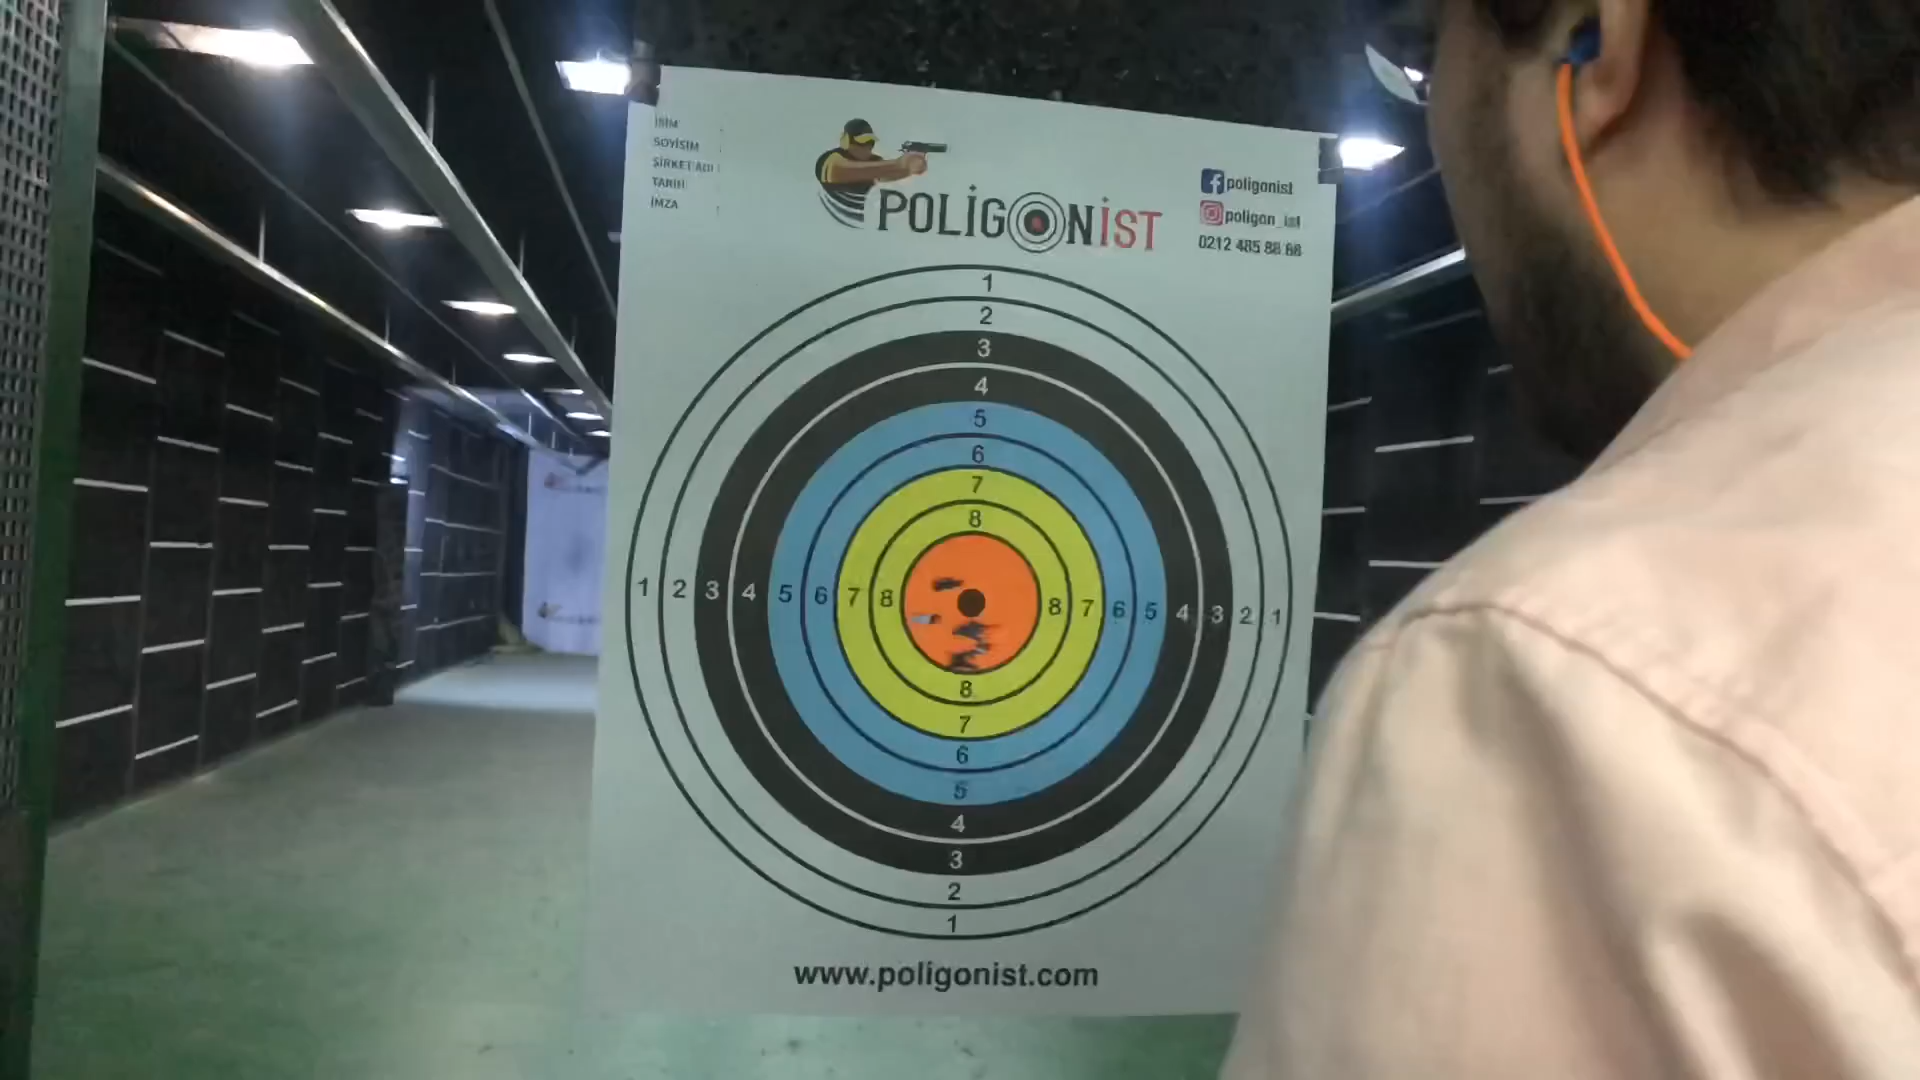 İSİM
SOYİSİM
ŞİRKET ADI :
TARİH
İMZA
POLİGONİST
poligonist
poligon_ist
0212 485 88 86
1
2
3
4
5
6
7
8
1 2 3 4 5 6 7 8 8 7 6 5 4 3 2 1
8
7
6
5
4
3
2
1
www.poligonist.com